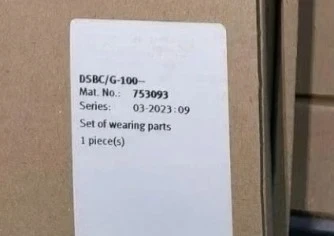 DSBC/G-100--
Mat. No.: 753093
Series: 03-2023:09
Set of wearing parts
1 piece(s)